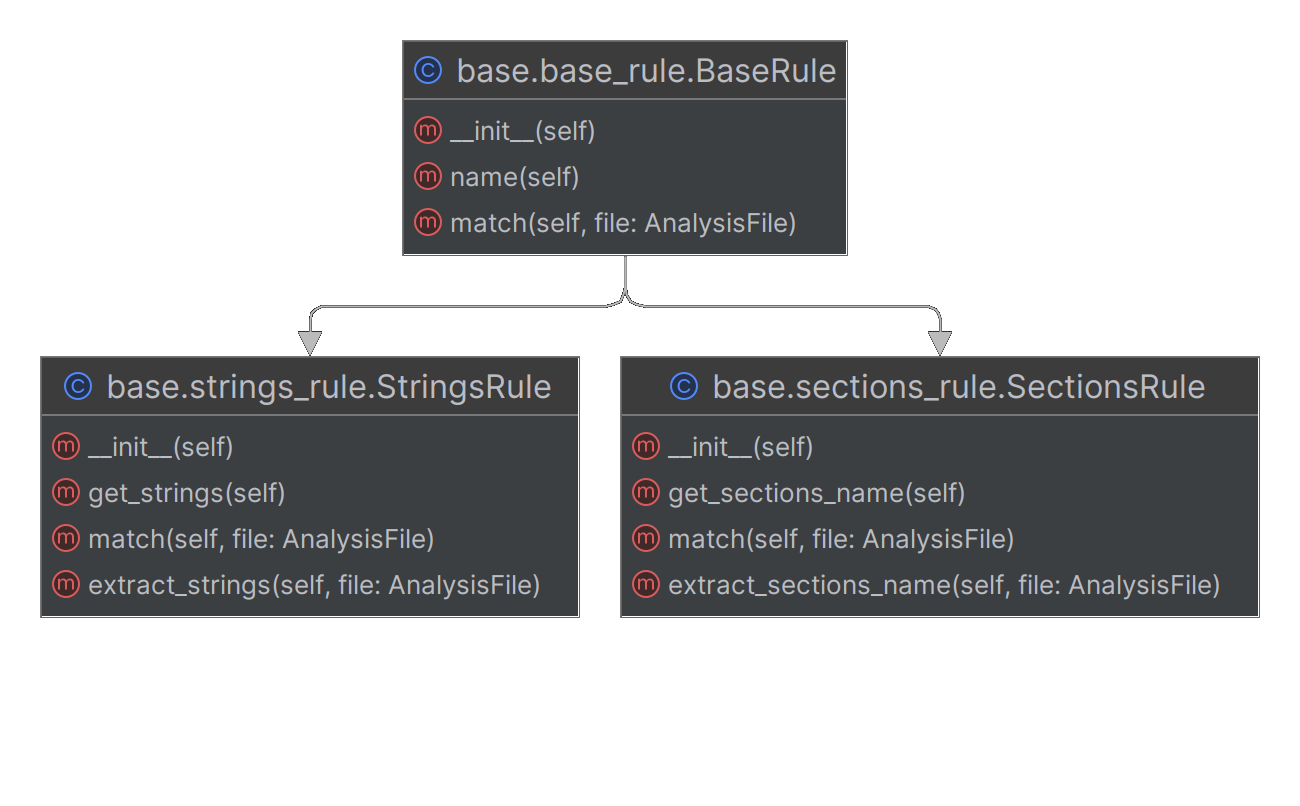 C base.base_rule.BaseRule
m __init__(self)
m name(self)
m match(self, file: AnalysisFile)
C base.strings_rule.StringsRule
m __init__(self)
m get_strings(self)
m match(self, file: AnalysisFile)
m extract_strings(self, file: AnalysisFile)
C base.sections_rule.SectionsRule
m __init__(self)
m get_sections_name(self)
m match(self, file: AnalysisFile)
m extract_sections_name(self, file: AnalysisFile)